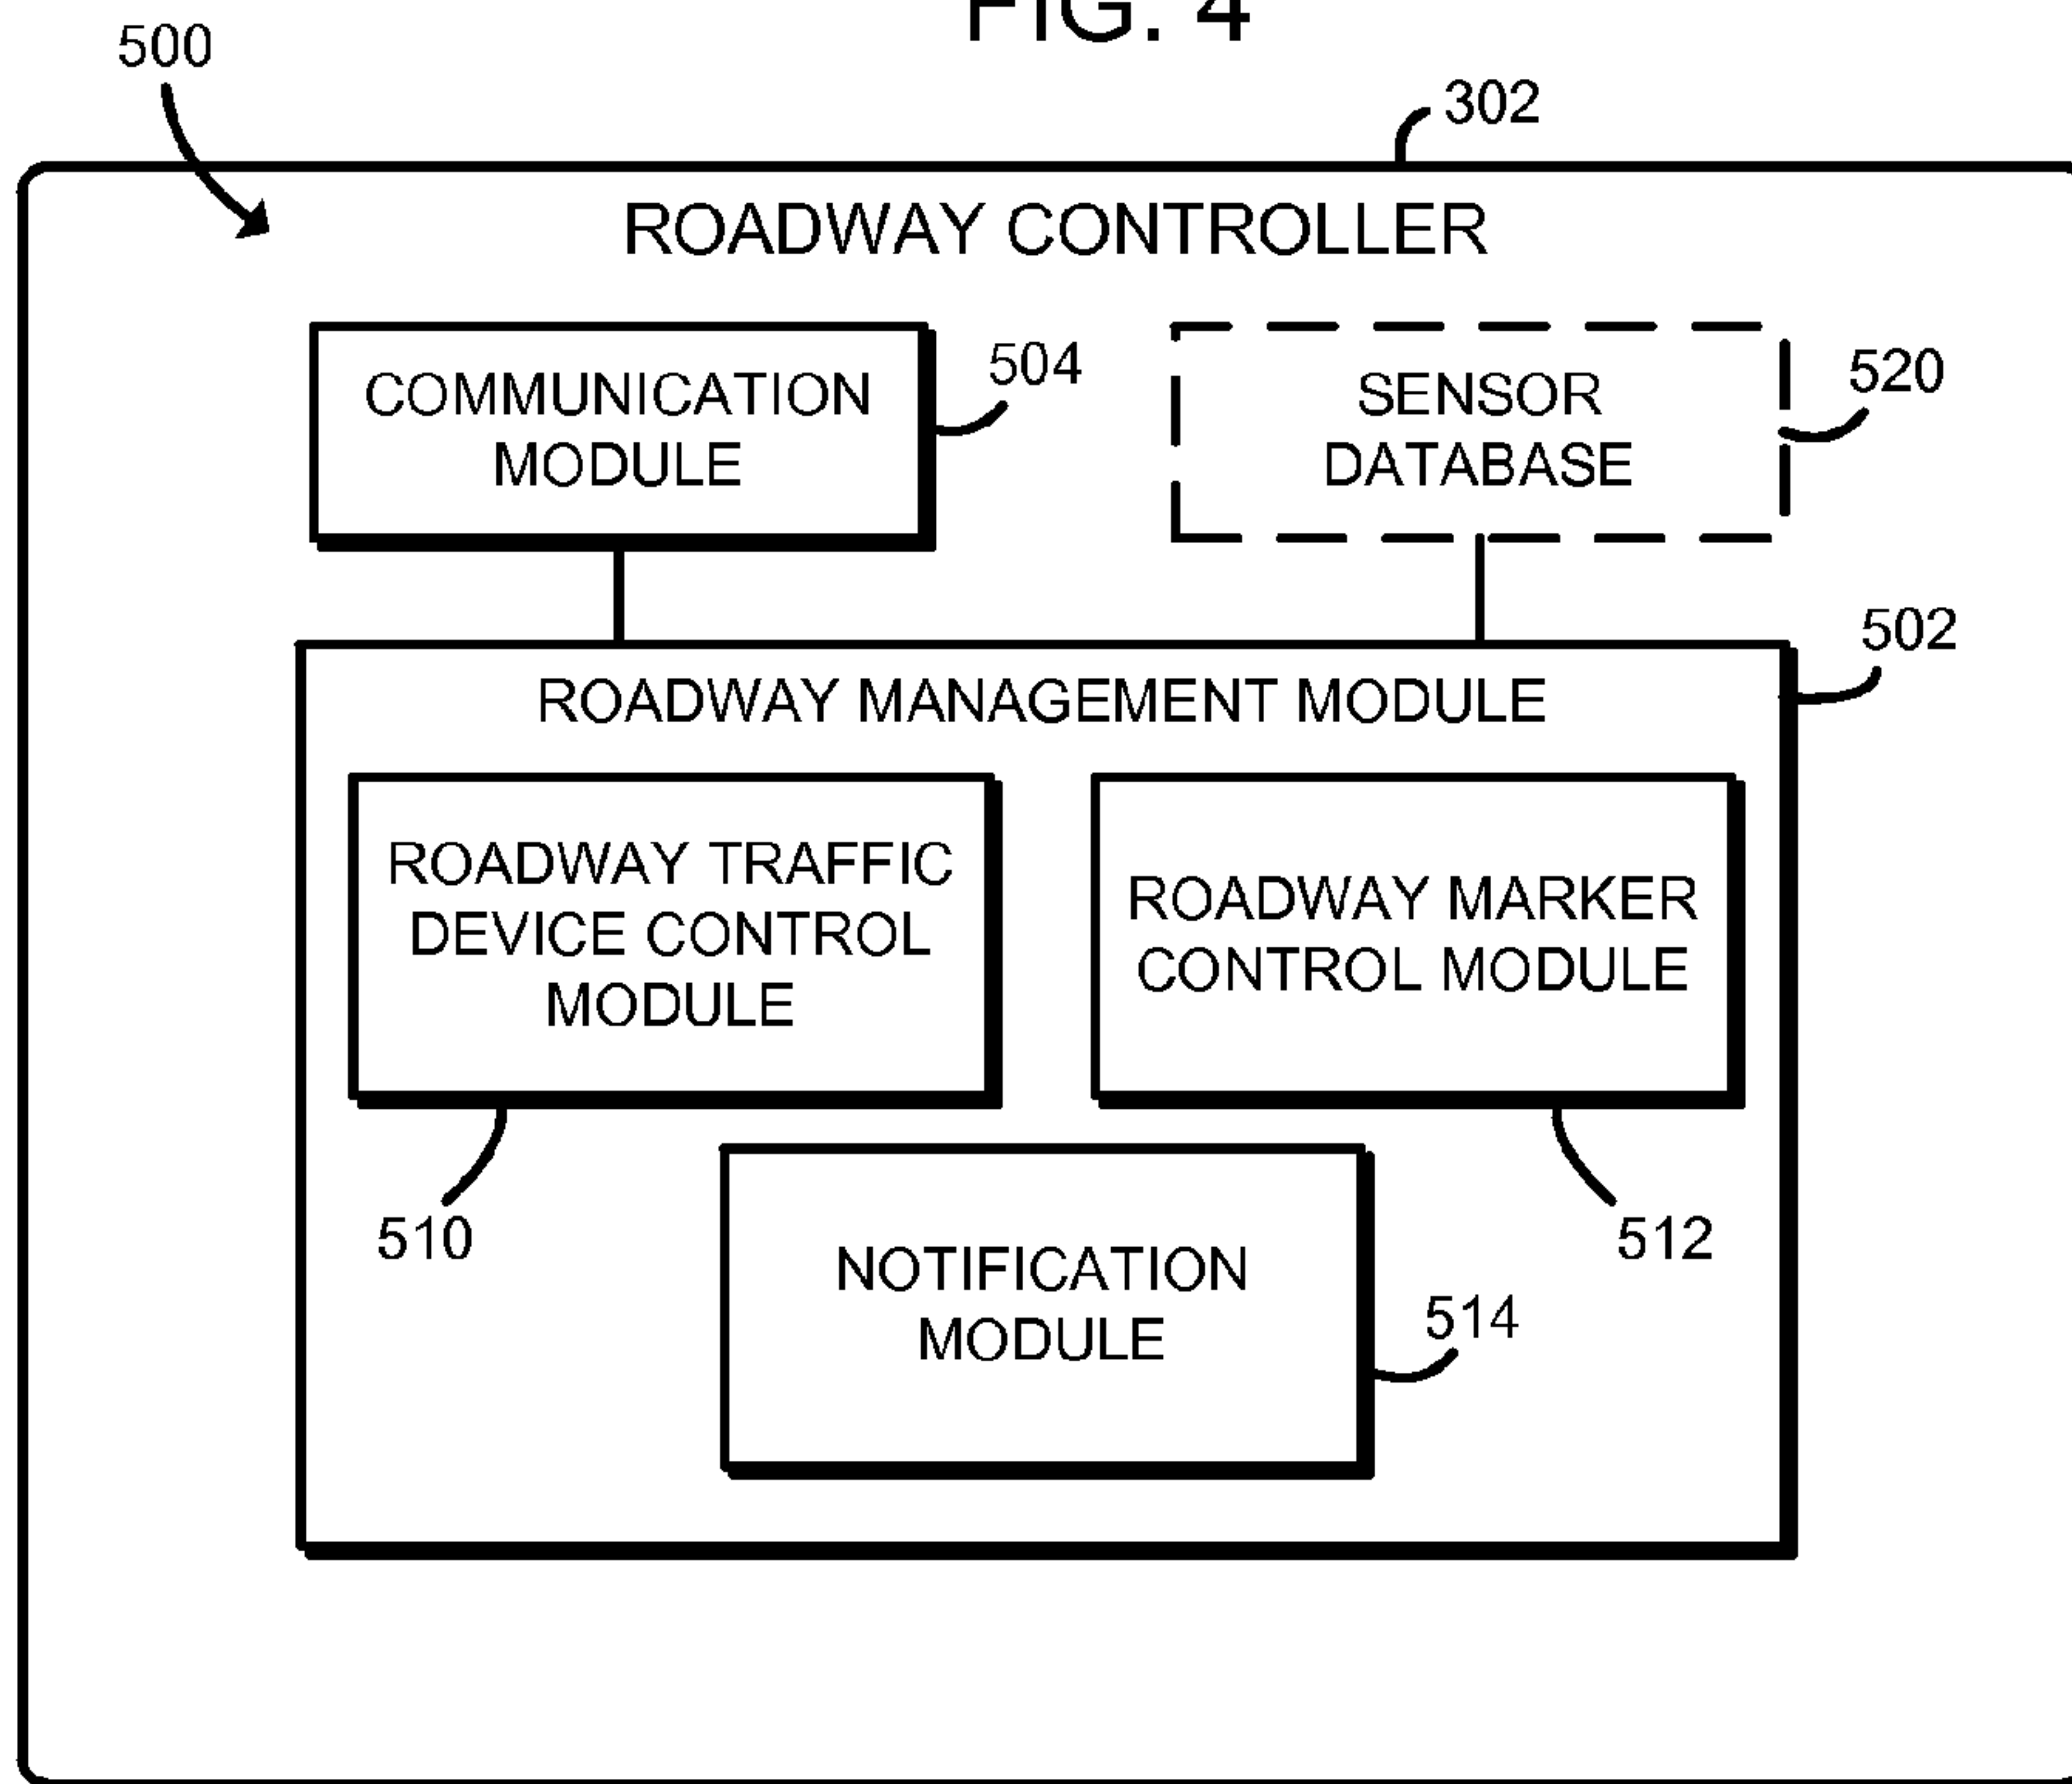 FIG. 4
500
302
ROADWAY CONTROLLER
COMMUNICATION
MODULE
504
SENSOR
DATABASE
520
502
ROADWAY MANAGEMENT MODULE
ROADWAY TRAFFIC
DEVICE CONTROL
MODULE
ROADWAY MARKER
CONTROL MODULE
510
512
NOTIFICATION
MODULE
514